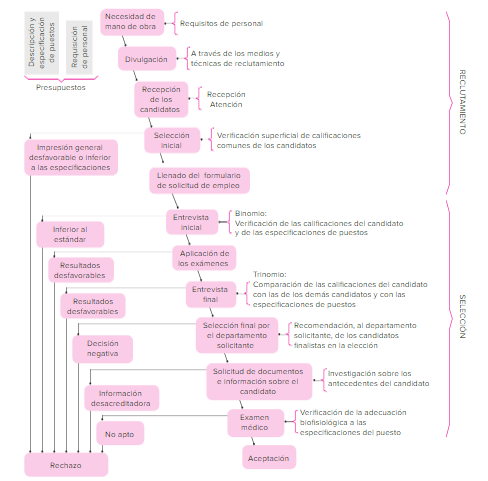 Descripción y
especificación
de puestos
Requisición
de personal
Presupuestos
Necesidad de
mano de obra
Requisitos de personal
Divulgación
A través de los medios y
técnicas de reclutamiento
Recepción
de los
candidatos
Recepción
Atención
Selección
inicial
Verificación superficial de calificaciones
comunes de los candidatos
RECLUTAMIENTO
Impresión general
desfavorable o inferior
a las especificaciones
Llenado del formulario
de solicitud de empleo
Entrevista
inicial
Binomio:
Verificación de las calificaciones del candidato
y de las especificaciones de puestos
Inferior al
estándar
Aplicación de
los exámenes
Resultados
desfavorables
Entrevista
final
Trinomio:
Comparación de las calificaciones del candidato
con las de los demás candidatos y con las
especificaciones de puestos
Resultados
desfavorables
Selección final por
el departamento
solicitante
Recomendación, al departamento
solicitante, de los candidatos
finalistas en la elección
SELECCIÓN
Decisión
negativa
Solicitud de documentos
e información sobre el
candidato
Investigación sobre los
antecedentes del candidato
Información
desacreditadora
Examen
médico
Verificación de la adecuación
biofisiológica a las
especificaciones del puesto
No apto
Aceptación
Rechazo